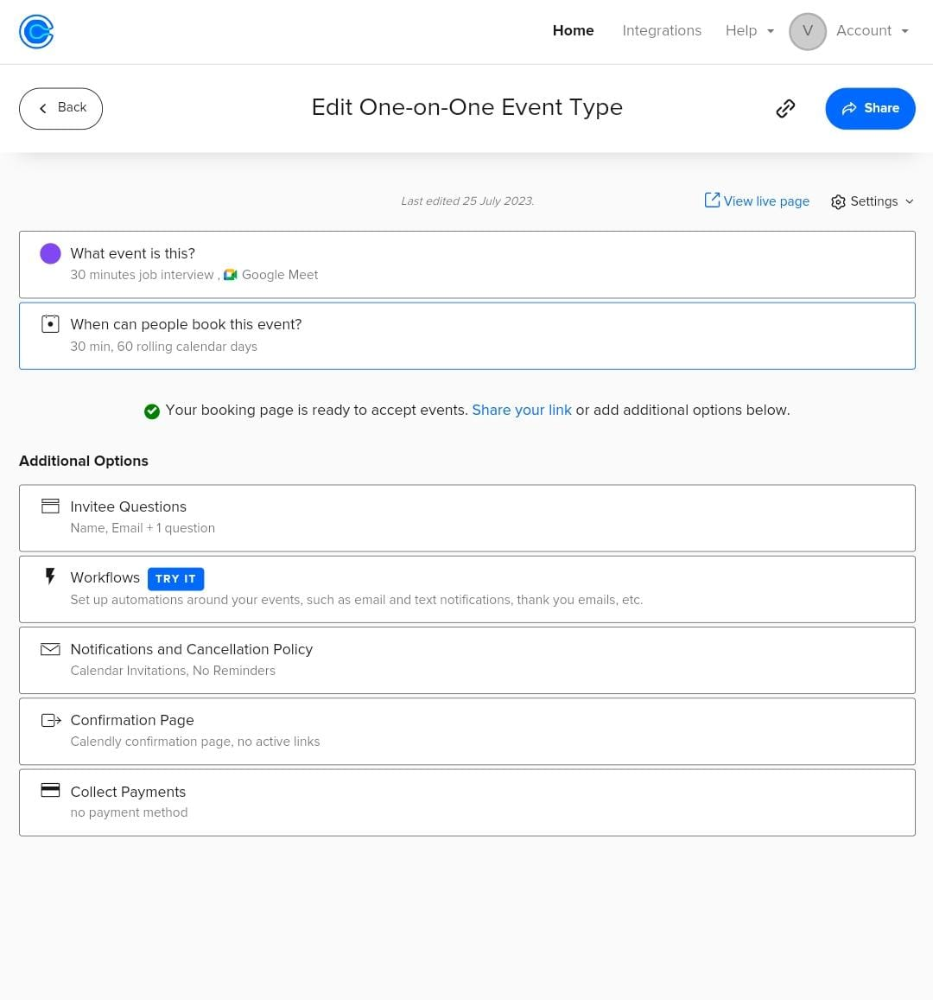 Home Integrations Help V Account
Back Edit One-on-One Event Type Share
Last edited 25 July 2023. View live page Settings
What event is this?
30 minutes job interview , Google Meet
When can people book this event?
30 min, 60 rolling calendar days
Your booking page is ready to accept events. Share your link or add additional options below.
Additional Options
Invitee Questions
Name, Email + 1 question
Workflows TRY IT
Set up automations around your events, such as email and text notifications, thank you emails, etc.
Notifications and Cancellation Policy
Calendar Invitations, No Reminders
Confirmation Page
Calendly confirmation page, no active links
Collect Payments
no payment method